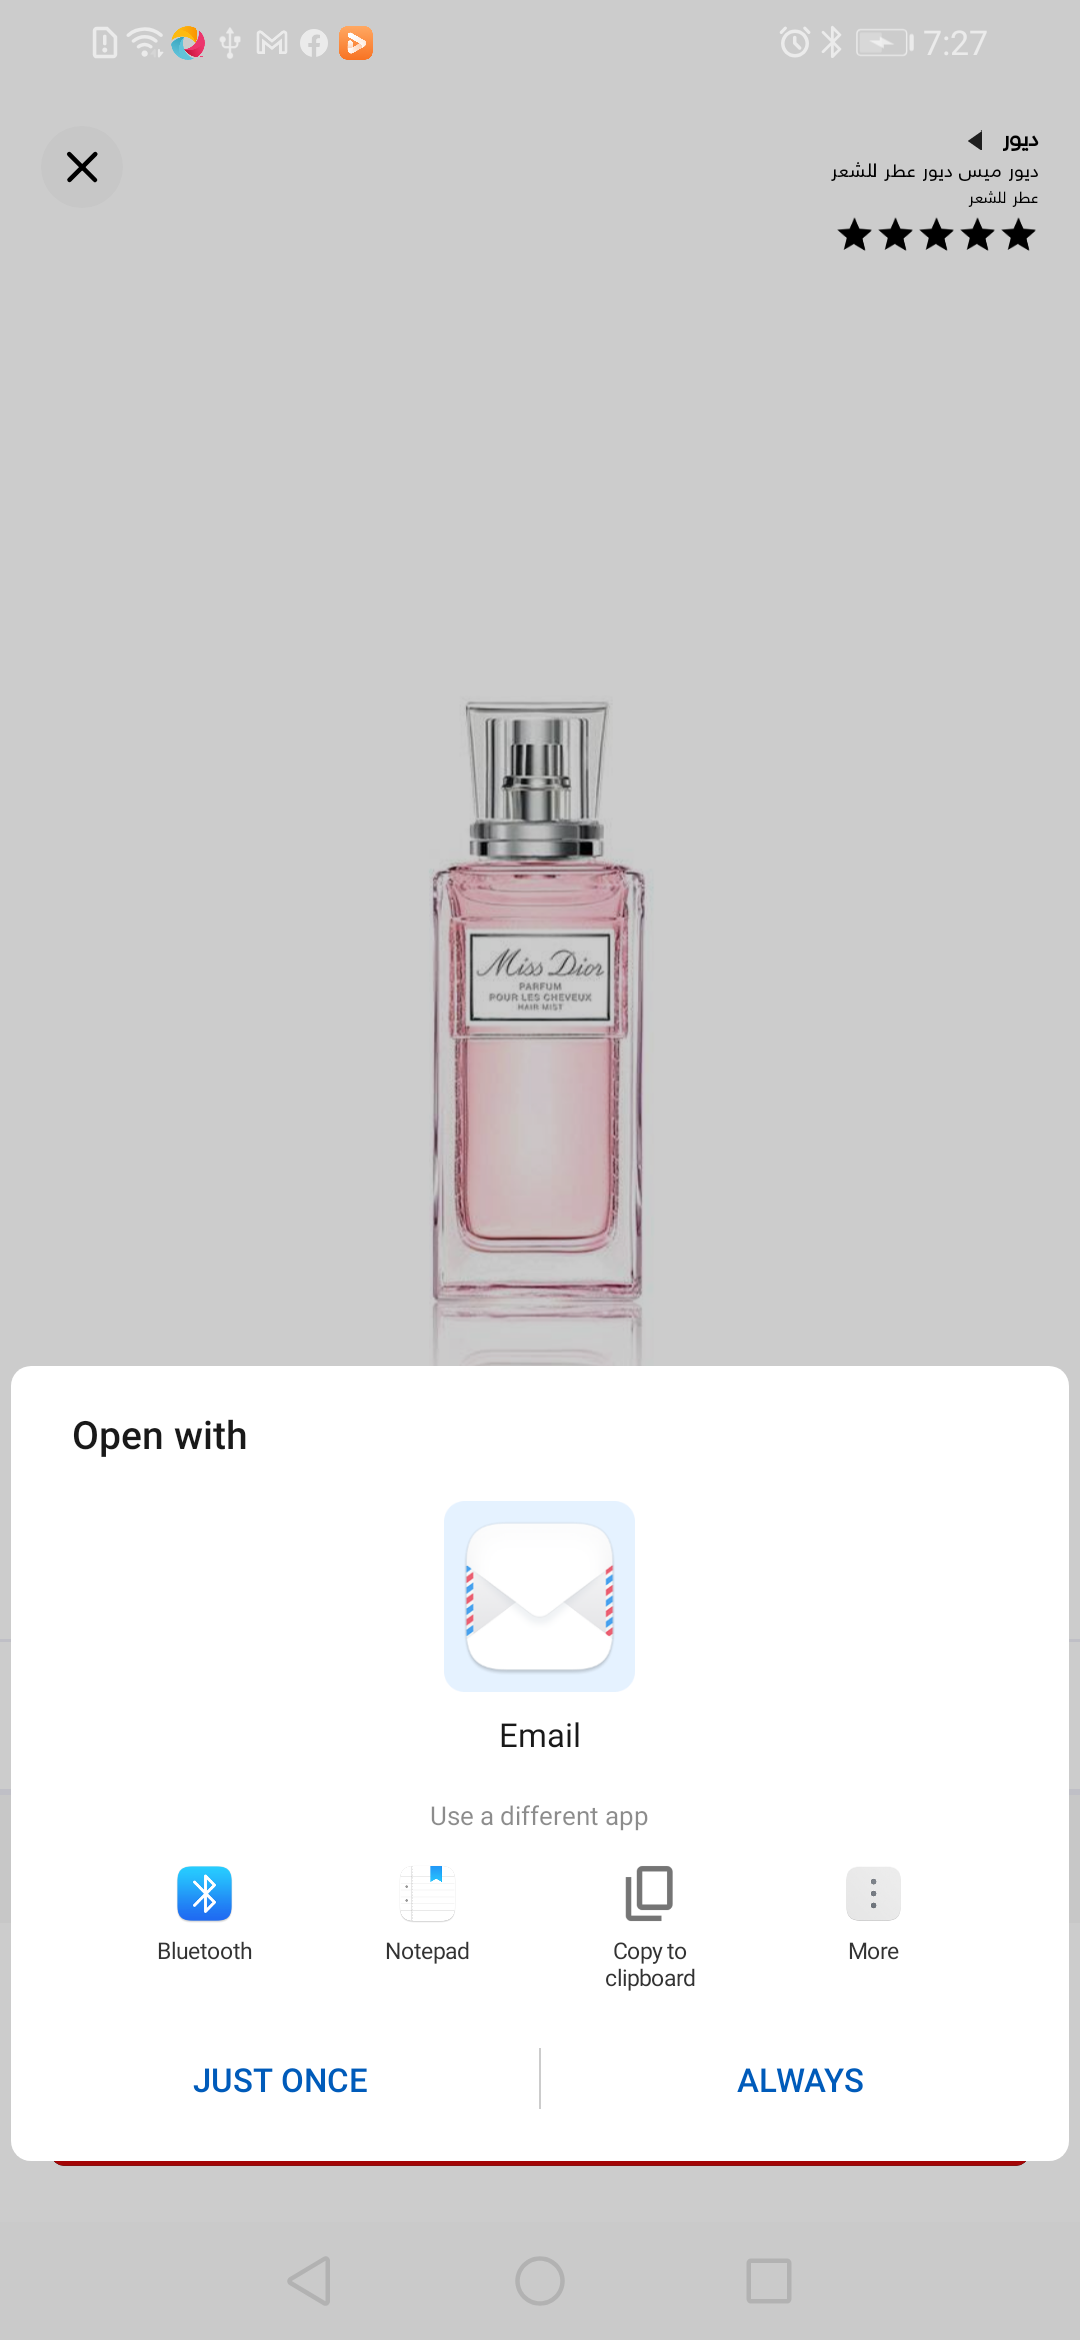 7:27
ديور
ديور ميس ديور عطر للشعر
عطر للشعر
Miss Dior
PARFUM
POUR LES CHEVEUX
HAIR MIST
Open with
Email
Use a different app
Bluetooth
Notepad
Copy to
clipboard
More
JUST ONCE
ALWAYS